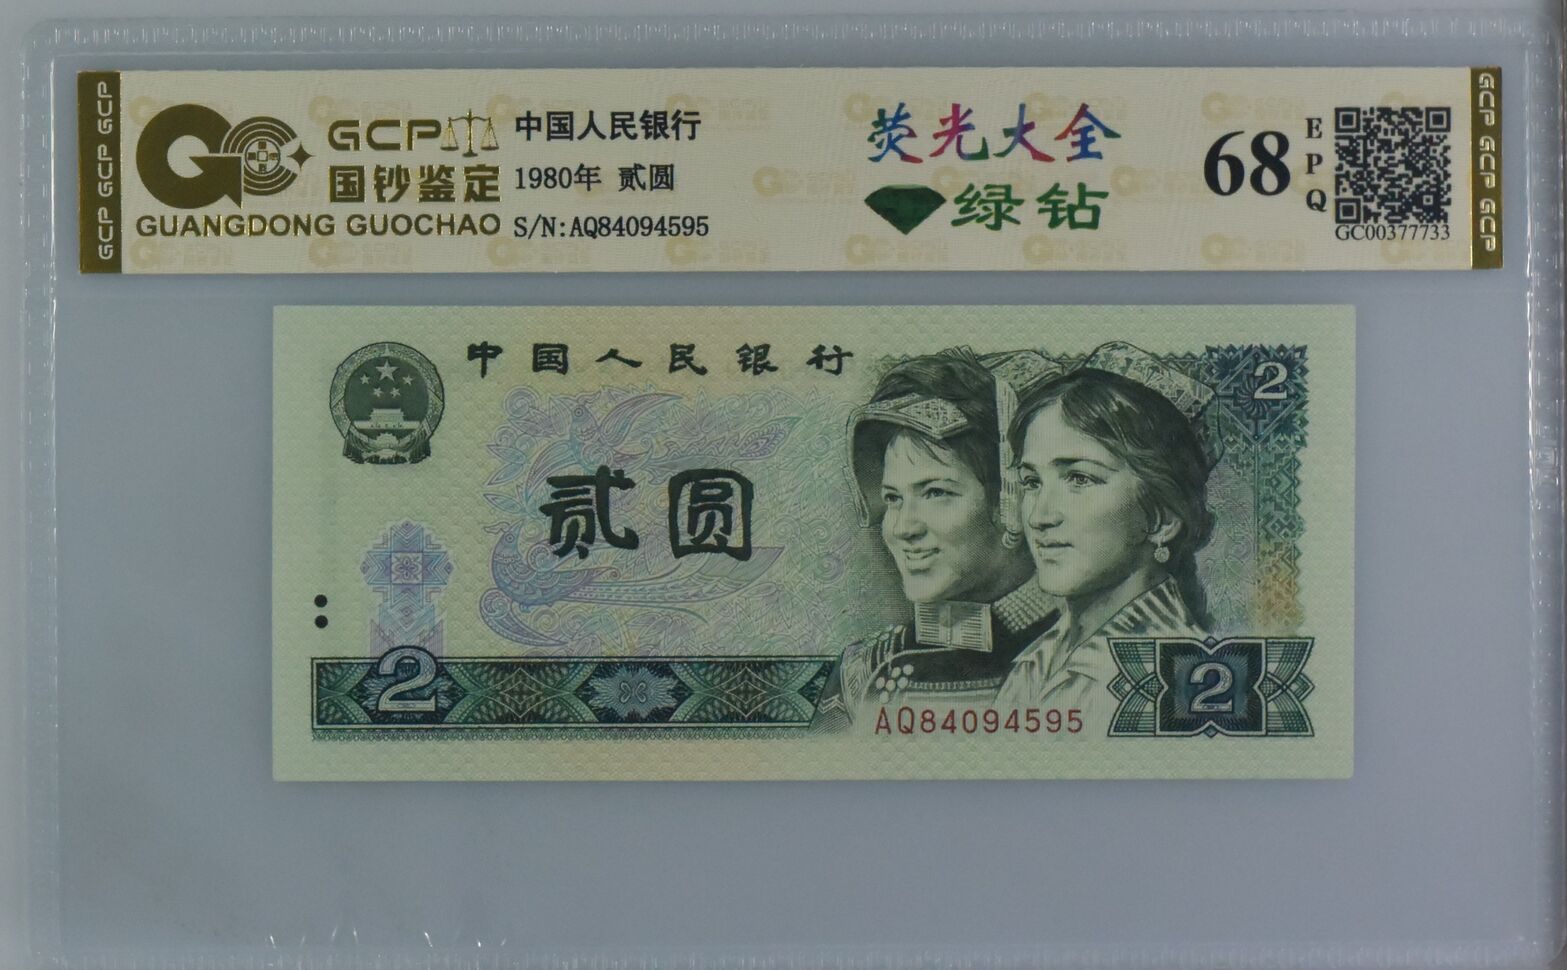 GCP GCP GCP
GCP
国钞鉴定
GUANGDONG GUOCHAO
中国人民银行
1980年 贰圆
S/N:AQ84094595
荧光大全
绿钻
68
EPQ
GC00377733
GCP GCP GCP
中国人民银行
2
贰圆
2
2
AQ84094595